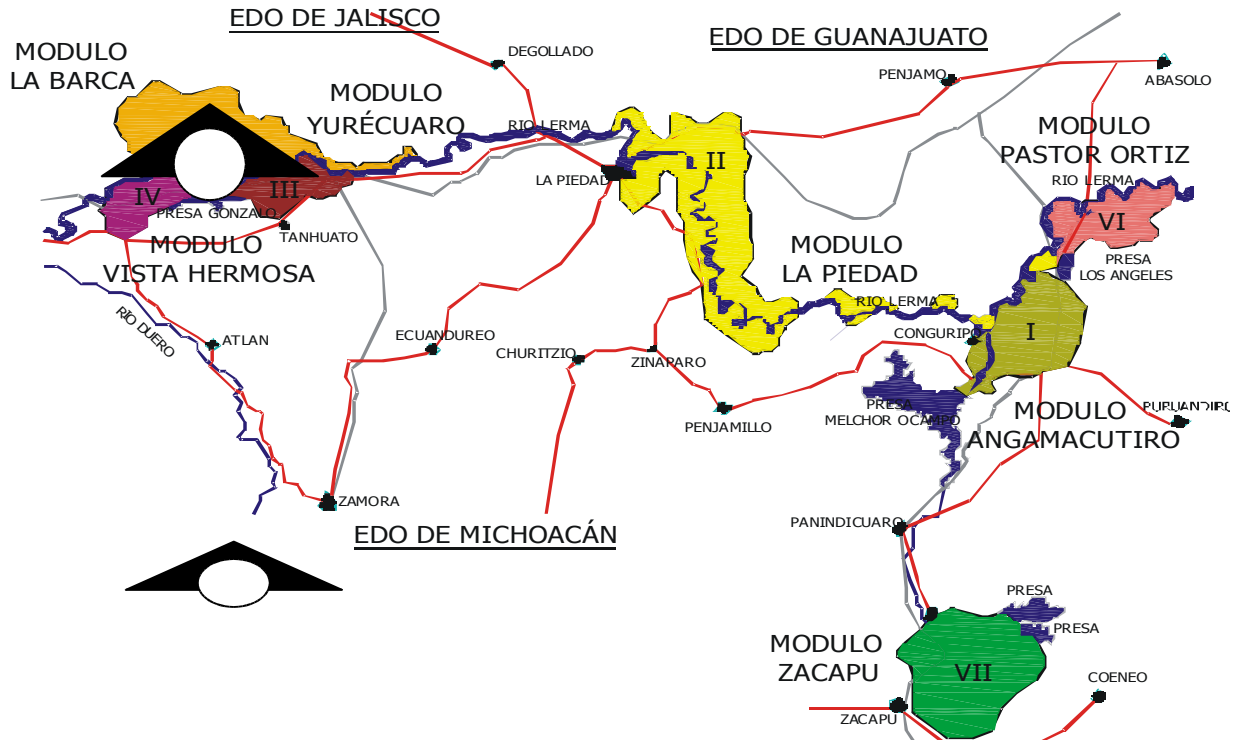 EDO DE JALISCO
EDO DE GUANAJUATO
MODULO
LA BARCA
DEGOLLADO
PENJAMO
ABASOLO
MODULO
YURÉCUARO
RIO LERMA
MODULO
PASTOR ORTIZ
RIO LERMA
LA PIEDAD
II
IV
III
PRESA GONZALO
TANHUATO
VI
MODULO
VISTA HERMOSA
MODULO
LA PIEDAD
PRESA
LOS ANGELES
RIO LERMA
RÍO DUERO
ATLAN
ECUANDUREO
CHURITZIO
ZINAPARO
CONGURIPO
I
PRESA
MELCHOR OCAMPO
PENJAMILLO
MODULO
ANGAMACUTIRO
ZAMORA
EDO DE MICHOACÁN
PANINDICUARO
PRESA
PRESA
MODULO
ZACAPU
VII
COENEO
ZACAPU